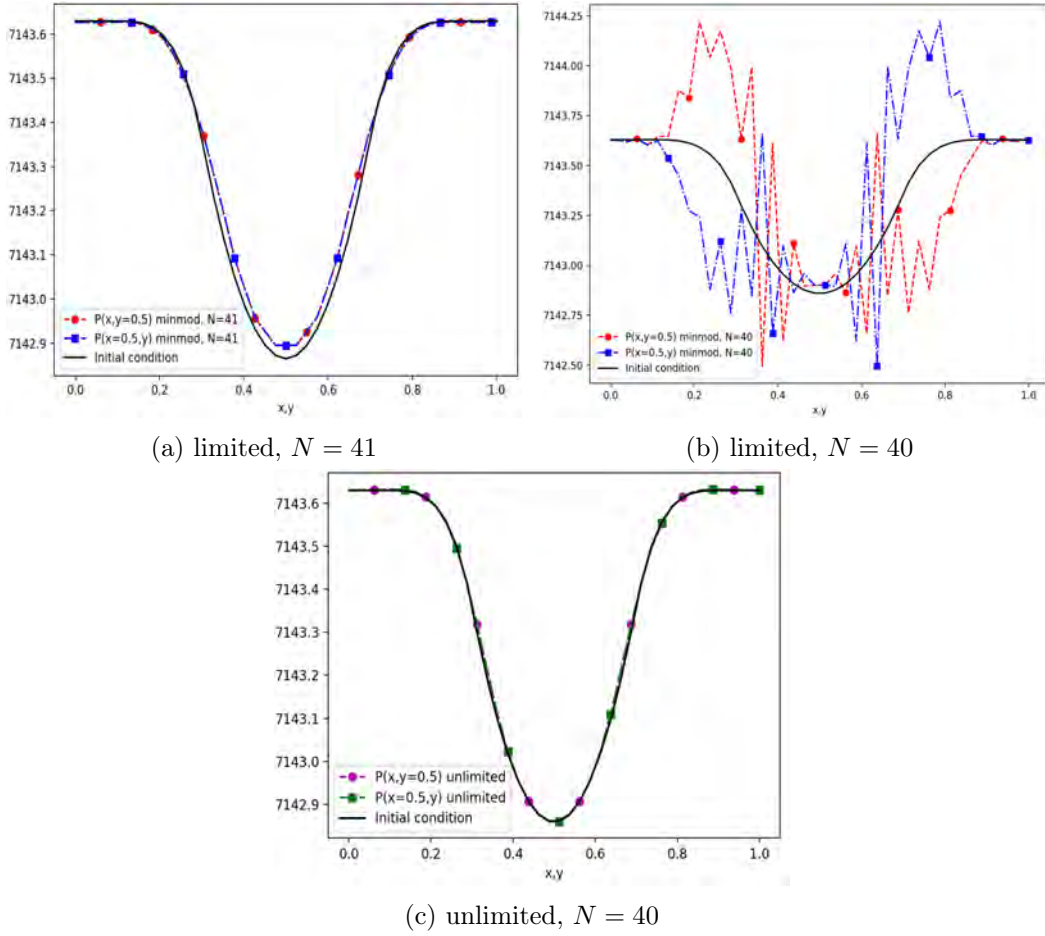 7143.6
7143.5
7143.4
7143.3
7143.2
7143.1
7143.0
7142.9
P(x,y=0.5) minmod, N=41
P(x=0.5,y) minmod, N=41
Initial condition
0.0 0.2 0.4 0.6 0.8 1.0
x,y
(a) limited, N = 41
7144.25
7144.00
7143.75
7143.50
7143.25
7143.00
7142.75
7142.50
P(x,y=0.5) minmod, N=40
P(x=0.5,y) minmod, N=40
Initial condition
0.0 0.2 0.4 0.6 0.8 1.0
x,y
(b) limited, N = 40
7143.6
7143.5
7143.4
7143.3
7143.2
7143.1
7143.0
7142.9
P(x,y=0.5) unlimited
P(x=0.5,y) unlimited
Initial condition
0.0 0.2 0.4 0.6 0.8 1.0
x,y
(c) unlimited, N = 40